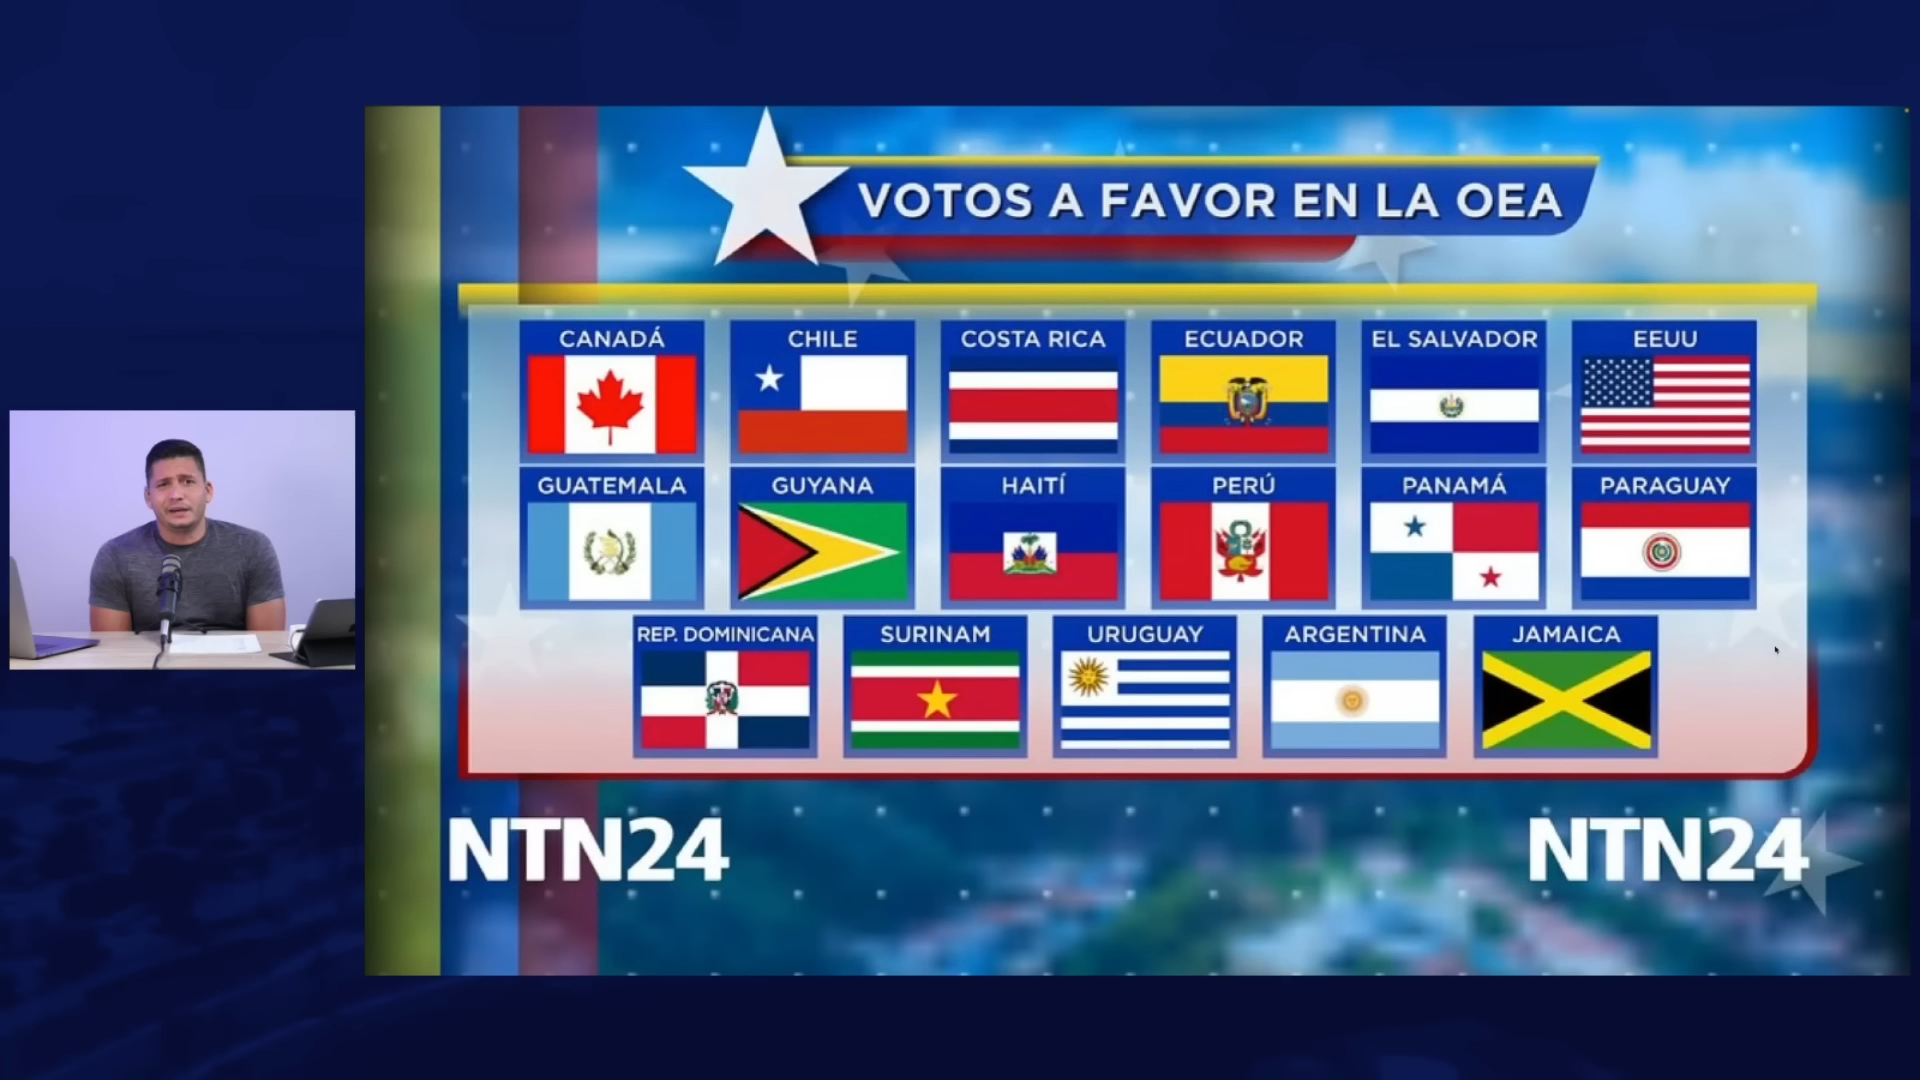 VOTOS A FAVOR EN LA OEA
CANADÁ
CHILE
COSTA RICA
ECUADOR
EL SALVADOR
EEUU
GUATEMALA
GUYANA
HAITÍ
PERÚ
PANAMÁ
PARAGUAY
REP. DOMINICANA
SURINAM
URUGUAY
ARGENTINA
JAMAICA
NTN24
NTN24